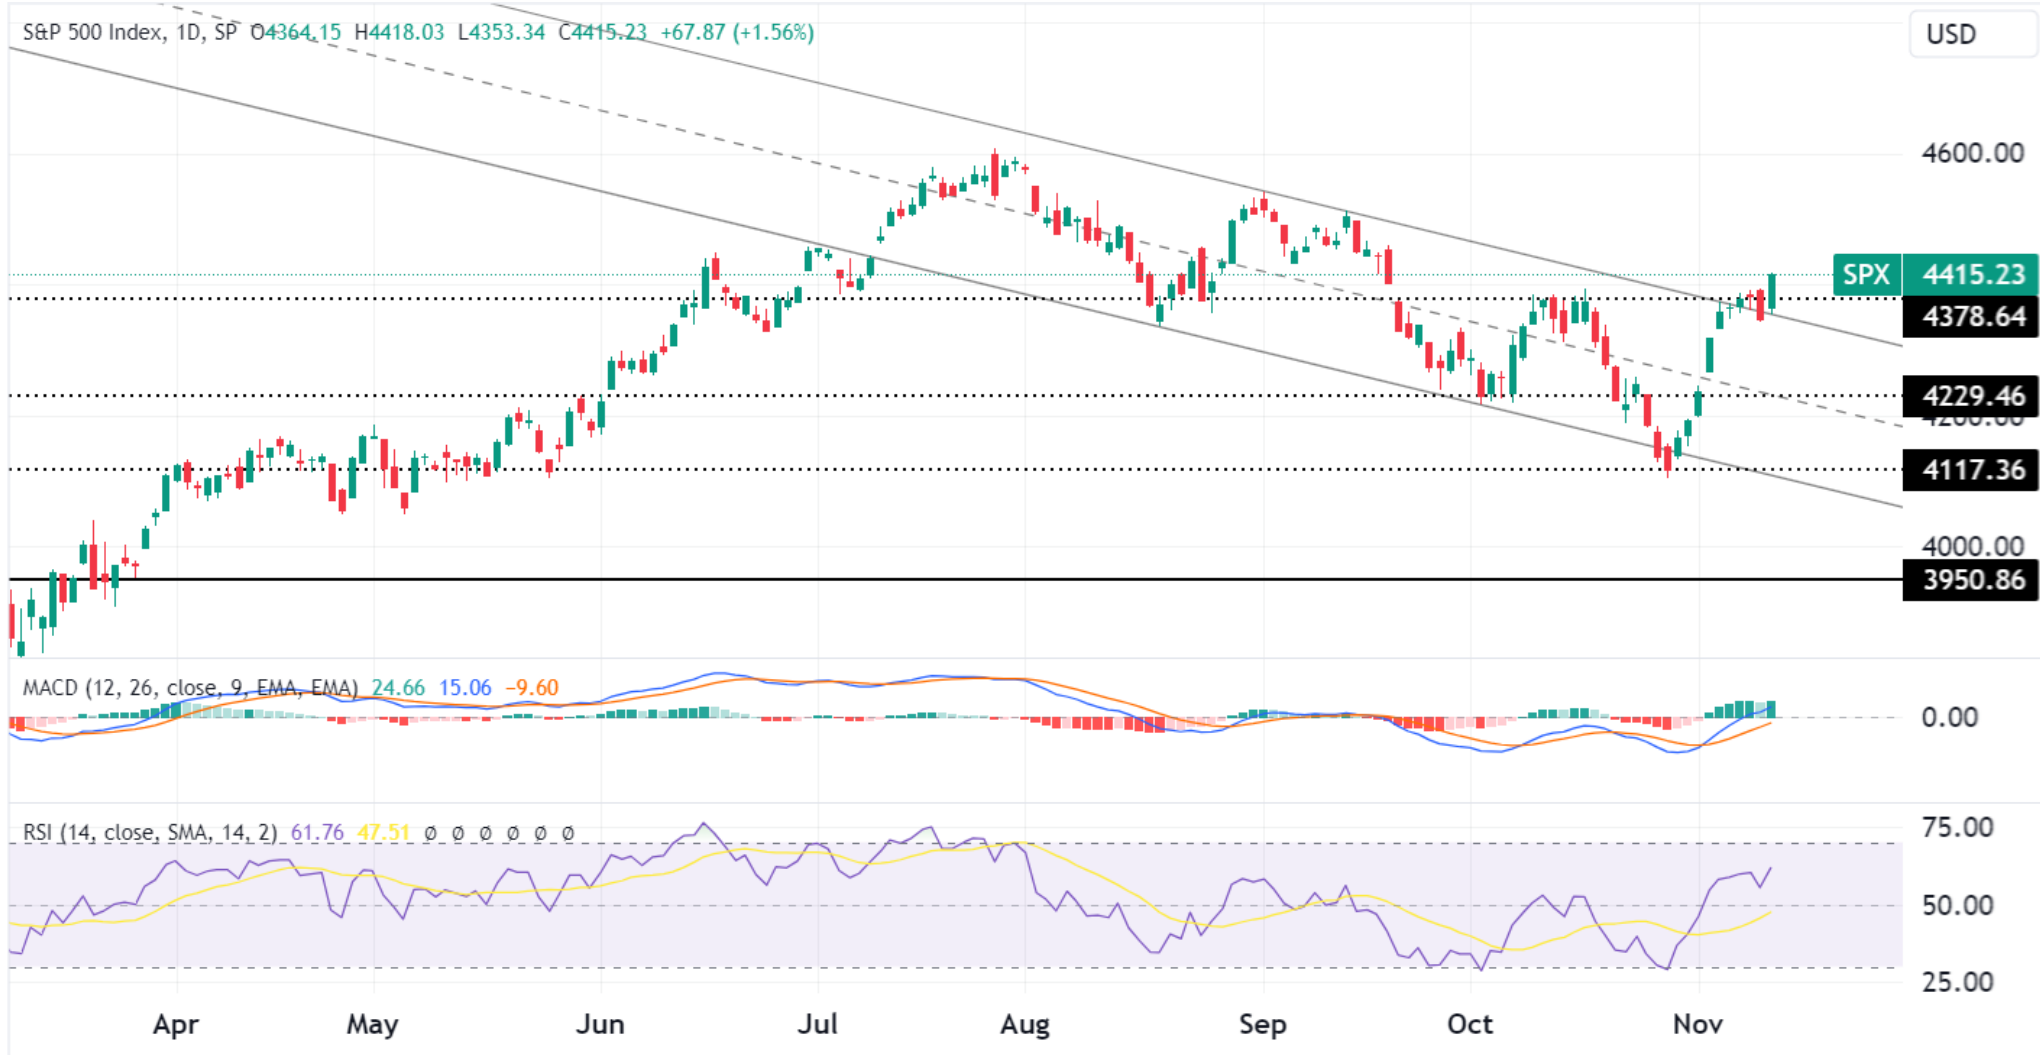 S&P 500 Index, 1D, SP O4364.15 H4418.03 L4353.34 C4415.23 +67.87 (+1.56%)
USD
4600.00
SPX 4415.23
4378.64
4229.46
4200.00
4117.36
4000.00
3950.86
MACD (12, 26, close, 9, EMA, EMA) 24.66 15.06 −9.60
0.00
RSI (14, close, SMA, 14, 2) 61.76 47.51 ∅ ∅ ∅ ∅ ∅ ∅
75.00
50.00
25.00
Apr May Jun Jul Aug Sep Oct Nov